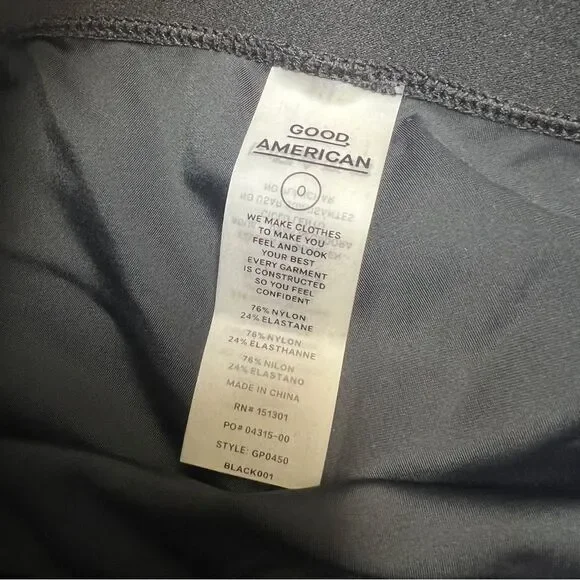 GOOD
AMERICAN
0
WE MAKE CLOTHES
TO MAKE YOU
FEEL AND LOOK
YOUR BEST
EVERY GARMENT
IS CONSTRUCTED
SO YOU FEEL
CONFIDENT
76% NYLON
24% ELASTANE
76% NYLON
24% ELASTHANNE
76% NILON
24% ELASTANO
MADE IN CHINA
RN# 151301
PO# 04315-00
STYLE: GP0450
BLACK001